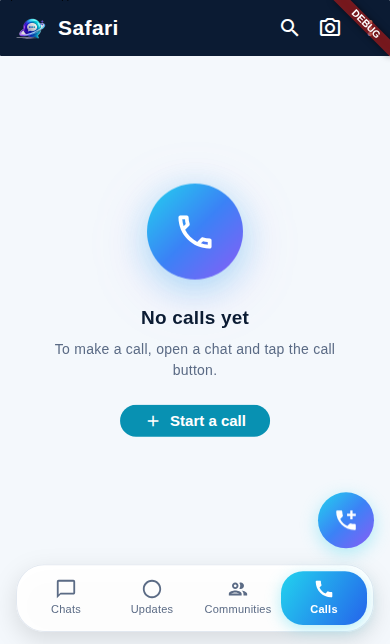 Safari
DEBUG
No calls yet
To make a call, open a chat and tap the call
button.
Start a call
Chats
Updates
Communities
Calls